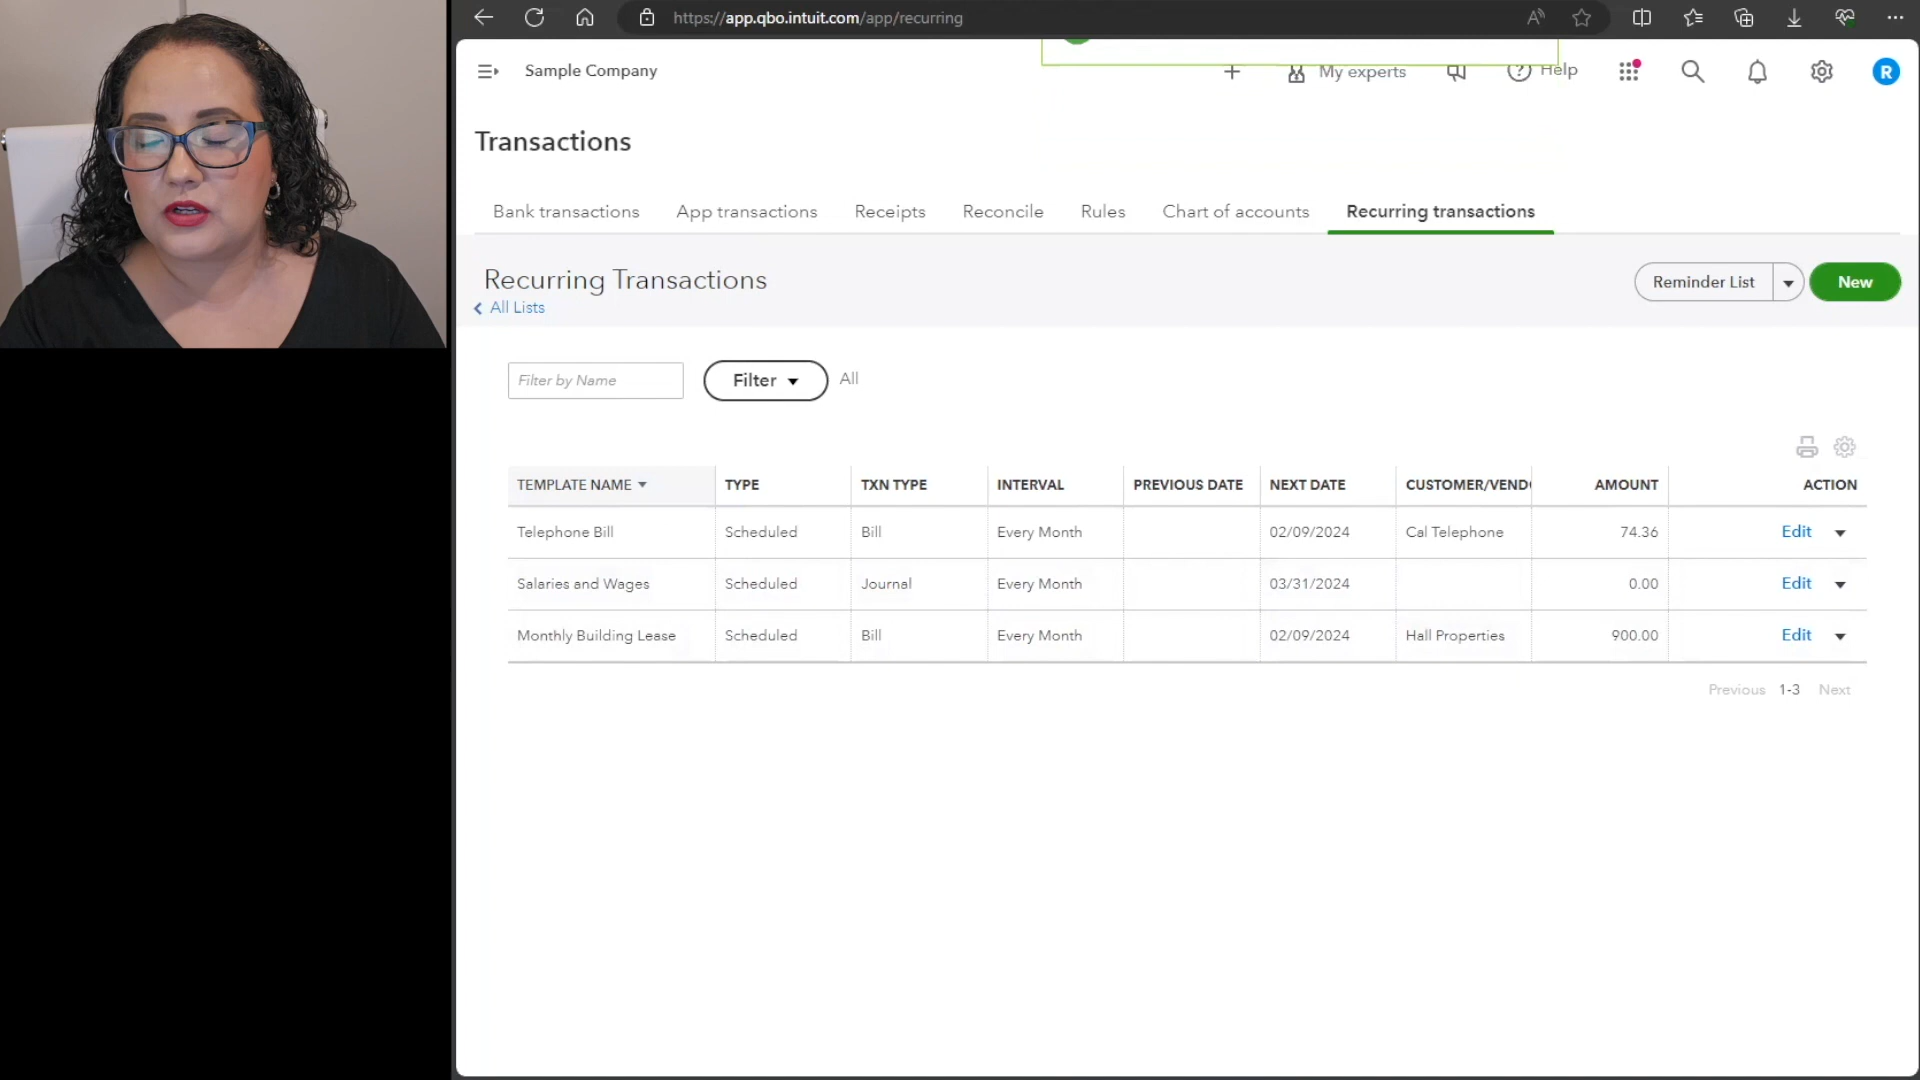 https://app.qbo.intuit.com/app/recurring
Sample Company
My experts
Help
R
Transactions
Bank transactions
App transactions
Receipts
Reconcile
Rules
Chart of accounts
Recurring transactions
Recurring Transactions
Reminder List
New
All Lists
Filter by Name
Filter
All
TEMPLATE NAME TYPE TXN TYPE INTERVAL PREVIOUS DATE NEXT DATE CUSTOMER/VEND AMOUNT ACTION
Telephone Bill Scheduled Bill Every Month 02/09/2024 Cal Telephone 74.36 Edit
Salaries and Wages Scheduled Journal Every Month 03/31/2024 0.00 Edit
Monthly Building Lease Scheduled Bill Every Month 02/09/2024 Hall Properties 900.00 Edit
Previous 1-3 Next